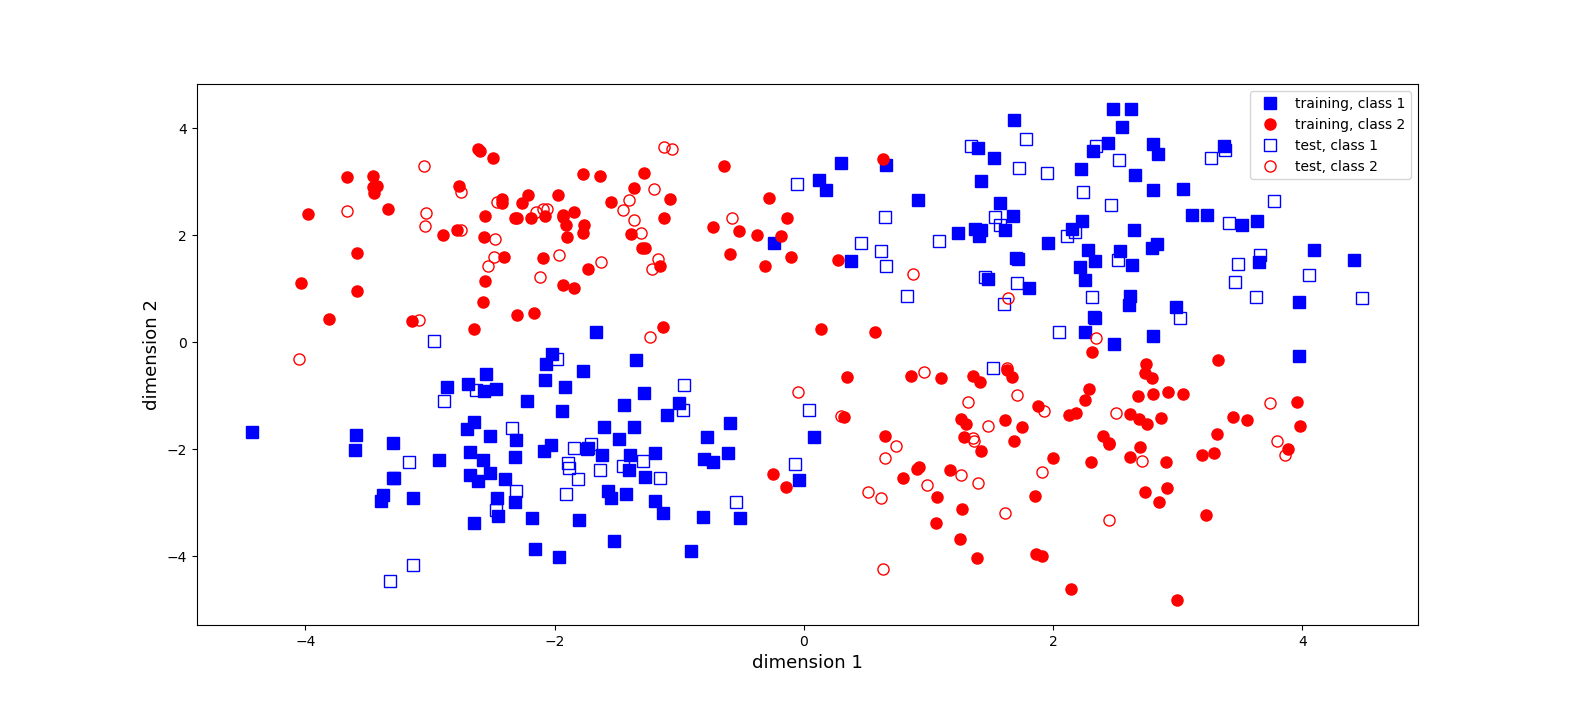 training, class 1
training, class 2
test, class 1
test, class 2
dimension 2
4
2
0
−2
−4
−4
−2
0
2
4
dimension 1